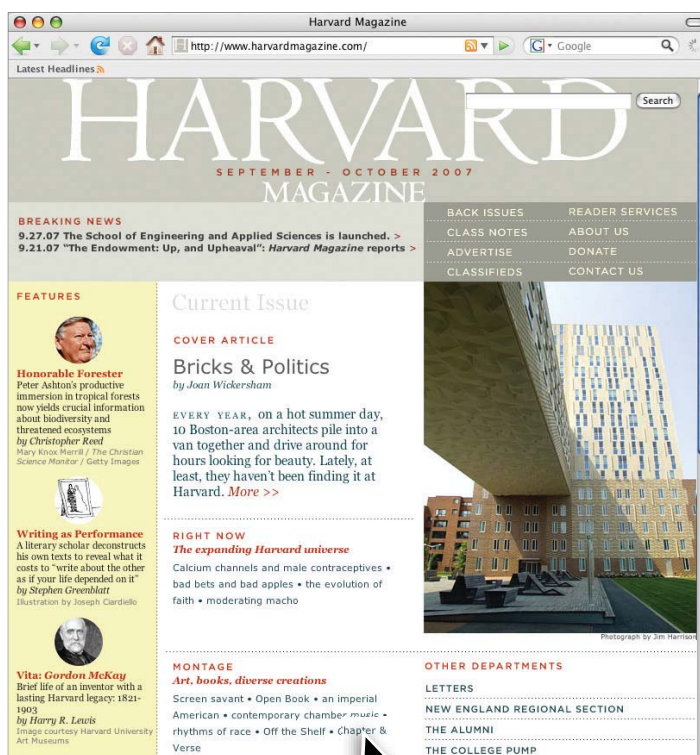 Harvard Magazine
http://www.harvardmagazine.com/
G Google
Latest Headlines
Search
HARVARD
SEPTEMBER - OCTOBER 2007
MAGAZINE
BREAKING NEWS
9.27.07 The School of Engineering and Applied Sciences is launched. >
9.21.07 "The Endowment: Up, and Upheaval": Harvard Magazine reports >
BACK ISSUES
CLASS NOTES
ADVERTISE
CLASSIFIEDS
READER SERVICES
ABOUT US
DONATE
CONTACT US
FEATURES
Honorable Forester
Peter Ashton's productive
immersion in tropical forests
now yields crucial information
about biodiversity and
threatened ecosystems
by Christopher Reed
Mary Knox Merrill / The Christian
Science Monitor / Getty Images
Writing as Performance
A literary scholar deconstructs
his own texts to reveal what it
costs to "write about the other
as if your life depended on it"
by Stephen Greenblatt
Illustration by Joseph Ciardiello
Vita: Gordon McKay
Brief life of an inventor with a
lasting Harvard legacy: 1821-
1903
by Harry R. Lewis
Image courtesy Harvard University
Art Museums
Current Issue
COVER ARTICLE
Bricks & Politics
by Joan Wickersham
EVERY YEAR, on a hot summer day,
10 Boston-area architects pile into a
van together and drive around for
hours looking for beauty. Lately, at
least, they haven't been finding it at
Harvard. More >>
RIGHT NOW
The expanding Harvard universe
Calcium channels and male contraceptives •
bad bets and bad apples • the evolution of
faith • moderating macho
MONTAGE
Art, books, diverse creations
Screen savant • Open Book • an imperial
American • contemporary chamber music •
rhythms of race • Off the Shelf • Chapter &
Verse
Photograph by Jim Harrison
OTHER DEPARTMENTS
LETTERS
NEW ENGLAND REGIONAL SECTION
THE ALUMNI
THE COLLEGE PUMP